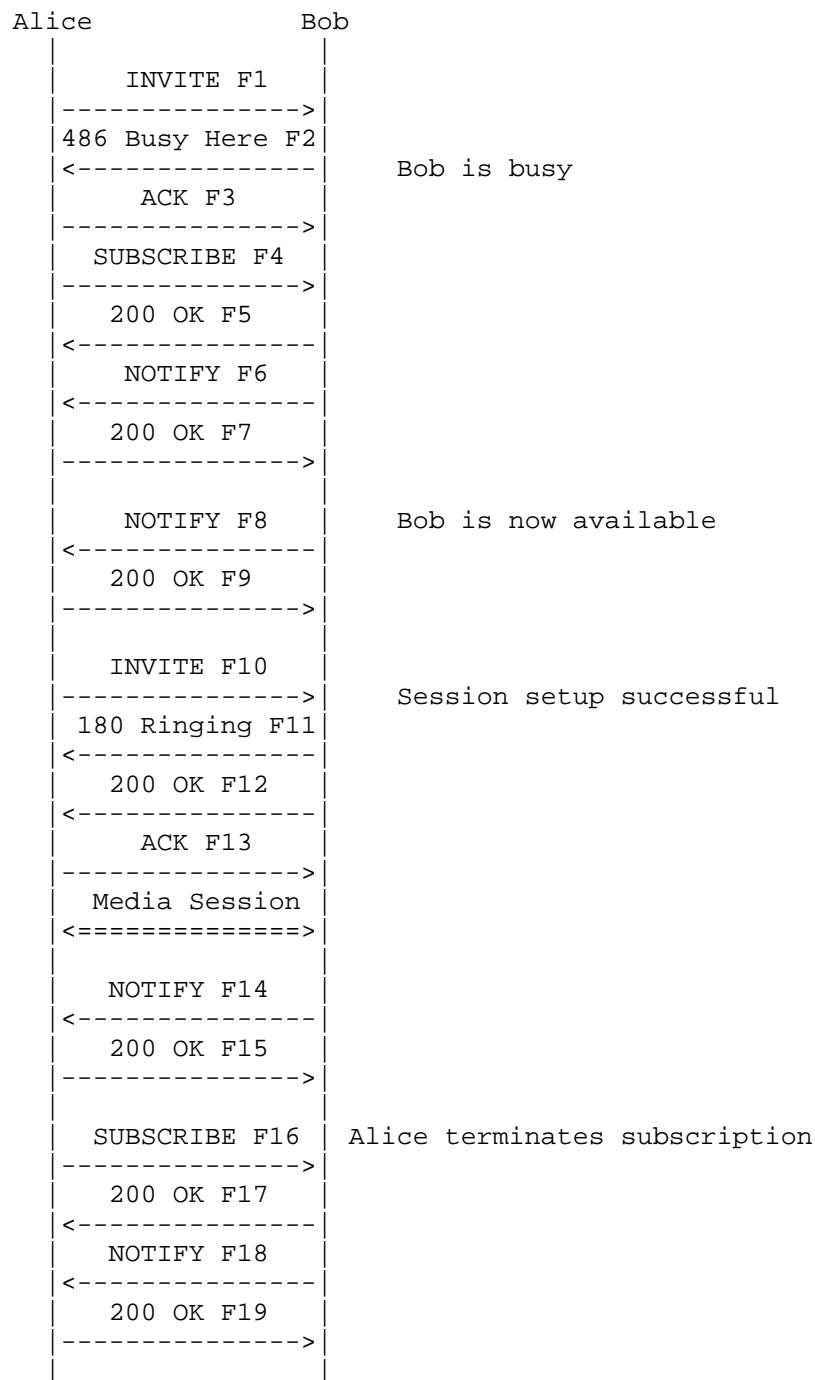 Alice Bob
INVITE F1
486 Busy Here F2
Bob is busy
ACK F3
SUBSCRIBE F4
200 OK F5
NOTIFY F6
200 OK F7
NOTIFY F8 Bob is now available
200 OK F9
INVITE F10
Session setup successful
180 Ringing F11
200 OK F12
ACK F13
Media Session
NOTIFY F14
200 OK F15
SUBSCRIBE F16 Alice terminates subscription
200 OK F17
NOTIFY F18
200 OK F19